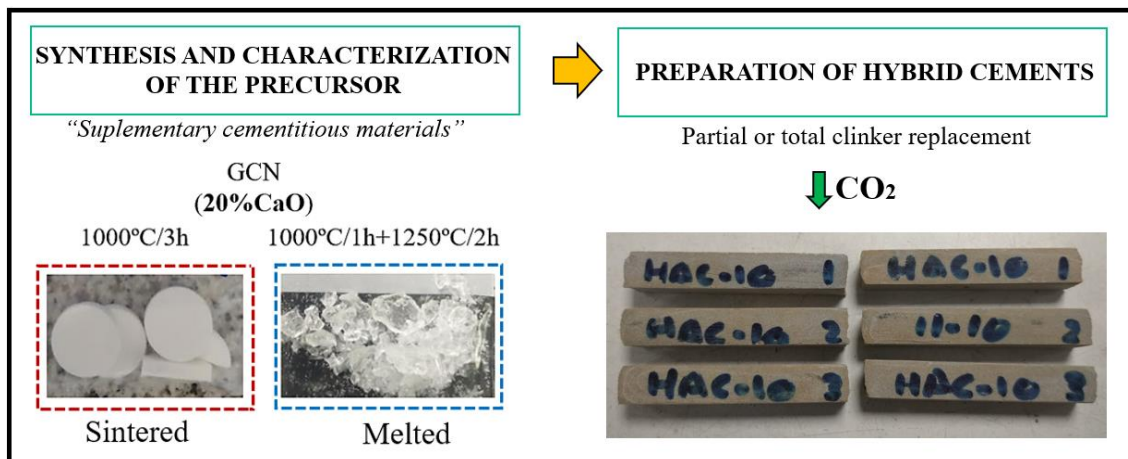 SYNTHESIS AND CHARACTERIZATION
OF THE PRECURSOR
“Suplementary cementitious materials”
GCN
(20%CaO)
1000ºC/3h
1000ºC/1h+1250ºC/2h
Sintered
Melted
PREPARATION OF HYBRID CEMENTS
Partial or total clinker replacement
CO₂
HAC-10 1
HAC-10 1
HAC-10 2
11-10 2
HAC-10 3
HAC-10 3